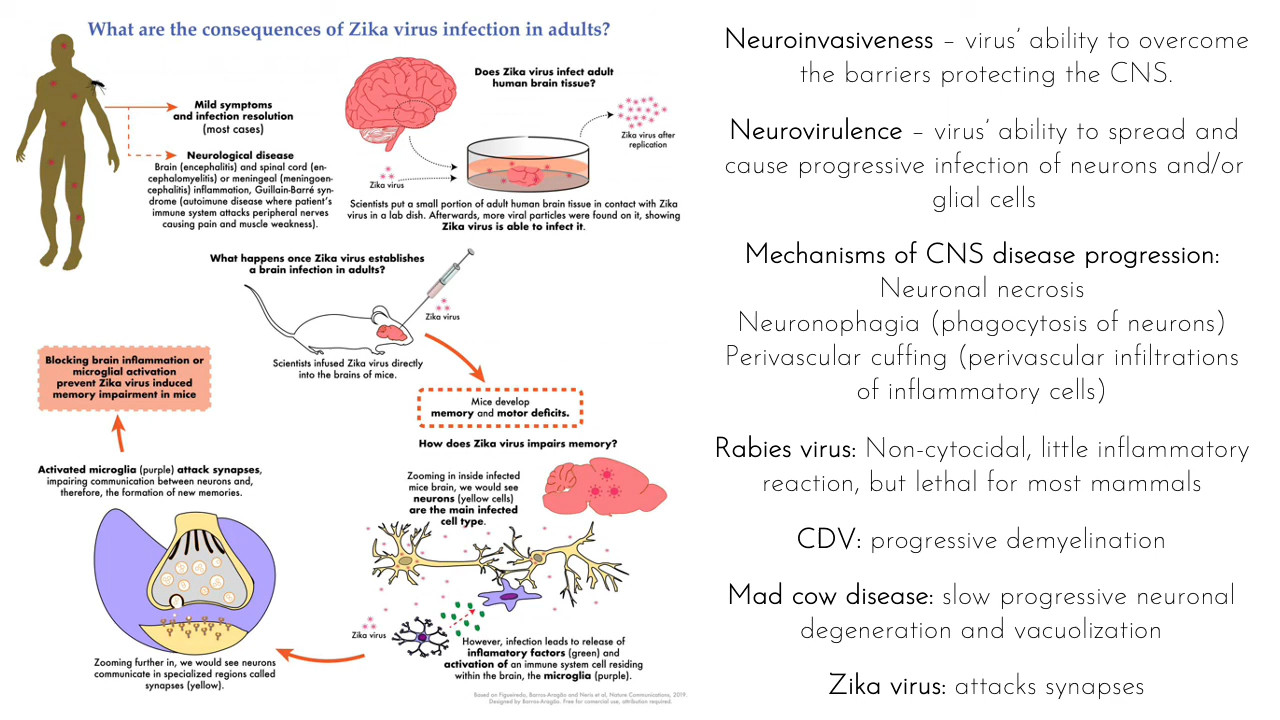 What are the consequences of Zika virus infection in adults?
Mild symptoms
and infection resolution
(most cases)
Neurological disease
Brain (encephalitis) and spinal cord (en-
cephalomyelitis) or meningeal (meningoen-
cephalitis) inflammation, Guillain-Barré syn-
drome (autoimune disease where patient's
immune system attacks peripheral nerves
causing pain and muscle weakness).
Does Zika virus infect adult
human brain tissue?
Zika virus after
replication
Zika virus
Scientists put a small portion of adult human brain tissue in contact with Zika
virus in a lab dish. Afterwards, more viral particles were found on it, showing
Zika virus is able to infect it.
What happens once Zika virus establishes
a brain infection in adults?
Zika virus
Scientists infused Zika virus directly
into the brains of mice.
Mice develop
memory and motor deficits.
How does Zika virus impairs memory?
Zooming in inside infected
mice brain, we would see
neurons (yellow cells)
are the main infected
cell type.
Zika virus
However, infection leads to release of
inflamatory factors (green) and
activation of an immune system cell residing
within the brain, the microglia (purple).
Zooming further in, we would see neurons
communicate in specialized regions called
synapses (yellow).
Activated microglia (purple) attack synapses,
impairing communication between neurons and,
therefore, the formation of new memories.
Blocking brain inflammation or
microglial activation
prevent Zika virus induced
memory impairment in mice
Based on Figueiredo, Barros-Aragão and Neris et al, Nature Communications, 2019.
Designed by Barros-Aragão. Free for comercial use, attribution required.
Neuroinvasiveness – virus' ability to overcome
the barriers protecting the CNS.
Neurovirulence – virus' ability to spread and
cause progressive infection of neurons and/or
glial cells
Mechanisms of CNS disease progression:
Neuronal necrosis
Neuronophagia (phagocytosis of neurons)
Perivascular cuffing (perivascular infiltrations
of inflammatory cells)
Rabies virus: Non-cytocidal, little inflammatory
reaction, but lethal for most mammals
CDV: progressive demyelination
Mad cow disease: slow progressive neuronal
degeneration and vacuolization
Zika virus: attacks synapses